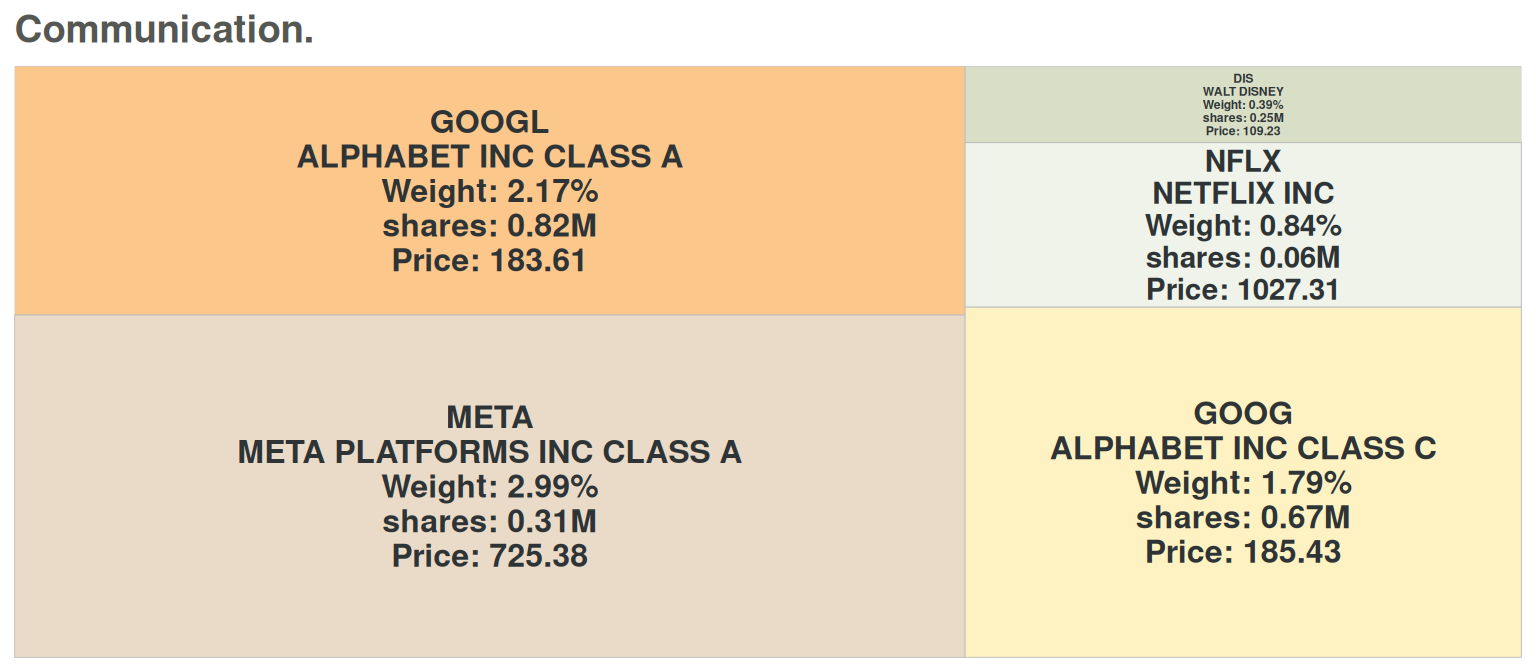 Communication.
GOOGL
ALPHABET INC CLASS A
Weight: 2.17%
shares: 0.82M
Price: 183.61
META
META PLATFORMS INC CLASS A
Weight: 2.99%
shares: 0.31M
Price: 725.38
DIS
WALT DISNEY
Weight: 0.39%
shares: 0.25M
Price: 109.23
NFLX
NETFLIX INC
Weight: 0.84%
shares: 0.06M
Price: 1027.31
GOOG
ALPHABET INC CLASS C
Weight: 1.79%
shares: 0.67M
Price: 185.43